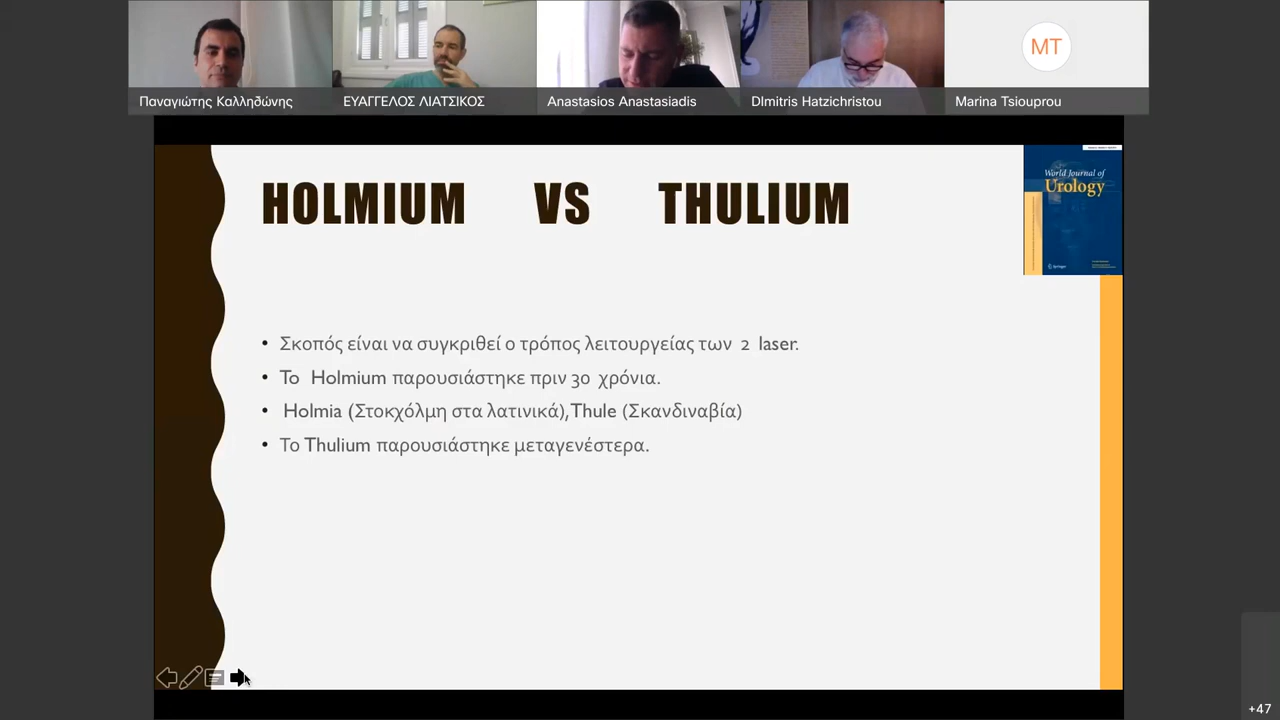 MT
Παναγιώτης Καλληδώνης
ΕΥΑΓΓΕΛΟΣ ΛΙΑΤΣΙΚΟΣ
Anastasios Anastasiadis
DImitris Hatzichristou
Marina Tsiouprou
HOLMIUM VS THULIUM
World Journal of
Urology
Springer
• Σκοπός είναι να συγκριθεί ο τρόπος λειτουργείας των 2 laser.
• Το Holmium παρουσιάστηκε πριν 30 χρόνια.
• Holmia (Στοκχόλμη στα λατινικά),Thule (Σκανδιναβία)
• Το Thulium παρουσιάστηκε μεταγενέστερα.
+47